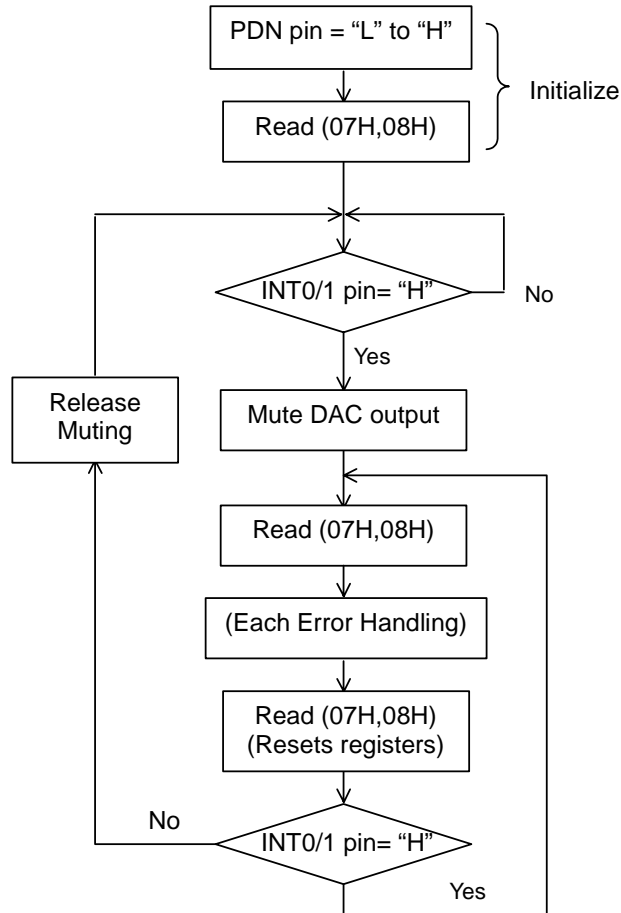 PDN pin = “L” to “H”
Initialize
Read (07H,08H)
INT0/1 pin= “H”
No
Yes
Release
Muting
Mute DAC output
Read (07H,08H)
(Each Error Handling)
Read (07H,08H)
(Resets registers)
No
INT0/1 pin= “H”
Yes